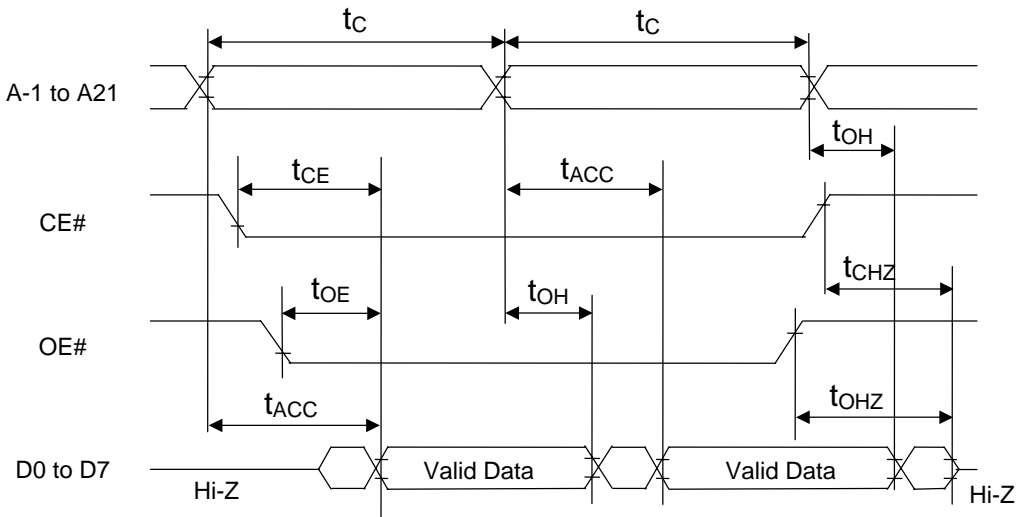 tC tC
A-1 to A21
tOH
tCE tACC
CE#
tCHZ
tOE tOH
OE#
tACC tOHZ
D0 to D7 Valid Data Valid Data
Hi-Z Hi-Z